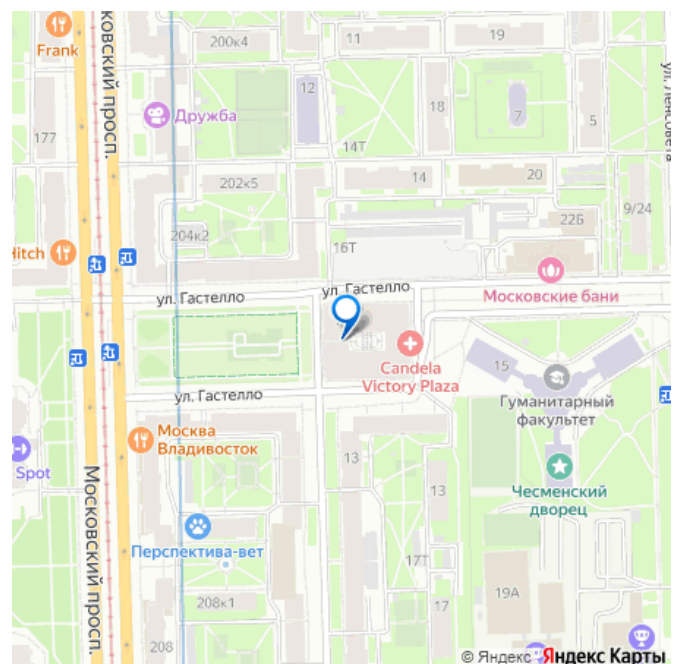 Frank
200к4
11
19
ковский просп.
12
Дружба
18
7
5
ул. Ленсовета
177
14Т
202к5
14
20
204к2
22Б
9/24
16Т
Hitch
ул. Гастелло
ул. Гастелло
Московские бани
Candela
Victory Plaza
15
Гуманитарный
факультет
ул. Гастелло
Москва
Владивосток
Spot
13
13
Чесменский
дворец
Московский просп.
Перспектива-вет
17Т
19А
208к1
17
208
© Яндекс
Яндекс Карты